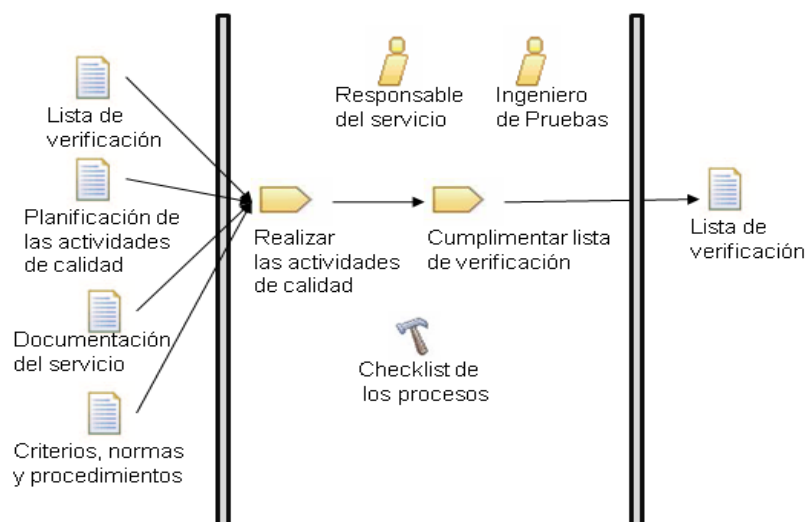 Lista de
verificación
Planificación de
las actividades
de calidad
Documentación
del servicio
Criterios, normas
y procedimientos
Responsable
del servicio
Ingeniero
de Pruebas
Realizar
las actividades
de calidad
Cumplimentar lista
de verificación
Checklist de
los procesos
Lista de
verificación